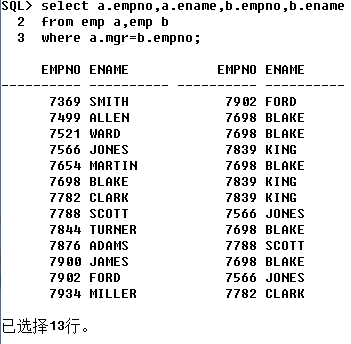 SQL> select a.empno,a.ename,b.empno,b.ename
  2  from emp a,emp b
  3  where a.mgr=b.empno;
     EMPNO ENAME           EMPNO ENAME
---------- ---------- ---------- ----------
      7369 SMITH            7902 FORD
      7499 ALLEN            7698 BLAKE
      7521 WARD             7698 BLAKE
      7566 JONES            7839 KING
      7654 MARTIN           7698 BLAKE
      7698 BLAKE            7839 KING
      7782 CLARK            7839 KING
      7788 SCOTT            7566 JONES
      7844 TURNER           7698 BLAKE
      7876 ADAMS            7788 SCOTT
      7900 JAMES            7698 BLAKE
      7902 FORD             7566 JONES
      7934 MILLER           7782 CLARK
已选择13行。